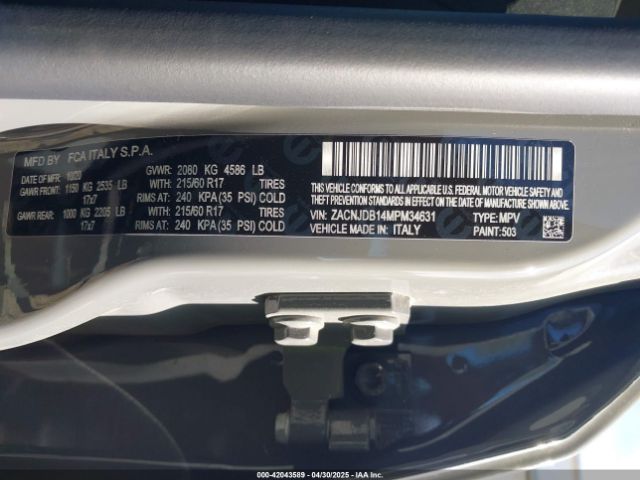 MFD BY FCA ITALY S.P.A.
DATE OF MFR 10/20 GVWR: 2080 KG 4586 LB
GAWR FRONT: 1150 KG 2535 LB WITH: 215/60 R17 TIRES
17x7 RIMS AT: 240 KPA (35 PSI) COLD
GAWR REAR: 1000 KG 2205 LB WITH: 215/60 R17 TIRES
17x7 RIMS AT: 240 KPA (35 PSI) COLD
THIS VEHICLE CONFORMS TO ALL APPLICABLE U.S. FEDERAL MOTOR VEHICLE SAFETY, AND
THEFT PREVENTION STANDARDS IN EFFECT ON THE DATE OF MANUFACTURE SHOWN ABOVE.
VIN: ZACNJDB14MPM34631 TYPE: MPV
VEHICLE MADE IN: ITALY PAINT: 503
000-42043589 - 04/30/2025 - IAAI.COM